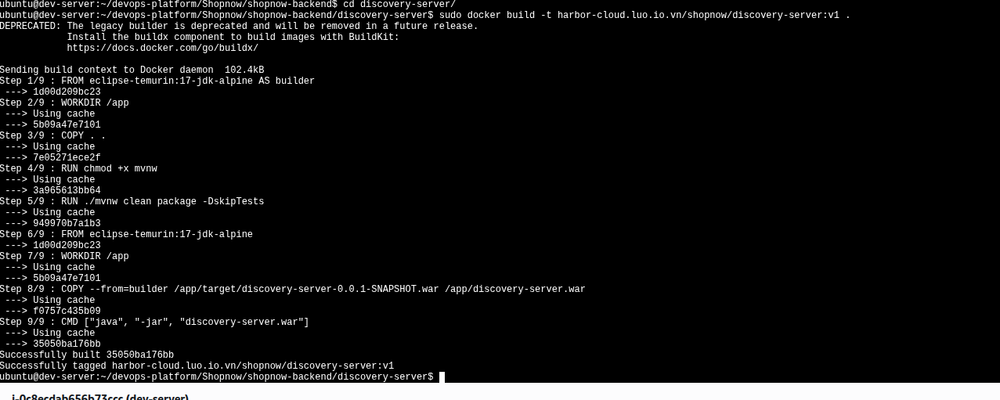 ubuntu@dev-server:~/devops-platform/Shopnow/shopnow-backend$ cd discovery-server/
ubuntu@dev-server:~/devops-platform/Shopnow/shopnow-backend/discovery-server$ sudo docker build -t harbor-cloud.luo.io.vn/shopnow/discovery-server:v1 .
DEPRECATED: The legacy builder is deprecated and will be removed in a future release.
            Install the buildx component to build images with BuildKit:
            https://docs.docker.com/go/buildx/

Sending build context to Docker daemon  102.4kB
Step 1/9 : FROM eclipse-temurin:17-jdk-alpine AS builder
 ---> 1d00d209bc23
Step 2/9 : WORKDIR /app
 ---> Using cache
 ---> 5b09a47e7101
Step 3/9 : COPY . .
 ---> Using cache
 ---> 7e05271ece2f
Step 4/9 : RUN chmod +x mvnw
 ---> Using cache
 ---> 3a965613bb64
Step 5/9 : RUN ./mvnw clean package -DskipTests
 ---> Using cache
 ---> 949970b7a1b3
Step 6/9 : FROM eclipse-temurin:17-jdk-alpine
 ---> 1d00d209bc23
Step 7/9 : WORKDIR /app
 ---> Using cache
 ---> 5b09a47e7101
Step 8/9 : COPY --from=builder /app/target/discovery-server-0.0.1-SNAPSHOT.war /app/discovery-server.war
 ---> Using cache
 ---> f0757c435b09
Step 9/9 : CMD ["java", "-jar", "discovery-server.war"]
 ---> Using cache
 ---> 35050ba176bb
Successfully built 35050ba176bb
Successfully tagged harbor-cloud.luo.io.vn/shopnow/discovery-server:v1
ubuntu@dev-server:~/devops-platform/Shopnow/shopnow-backend/discovery-server$
i-0c8ecdab656b73ccc (dev-server)